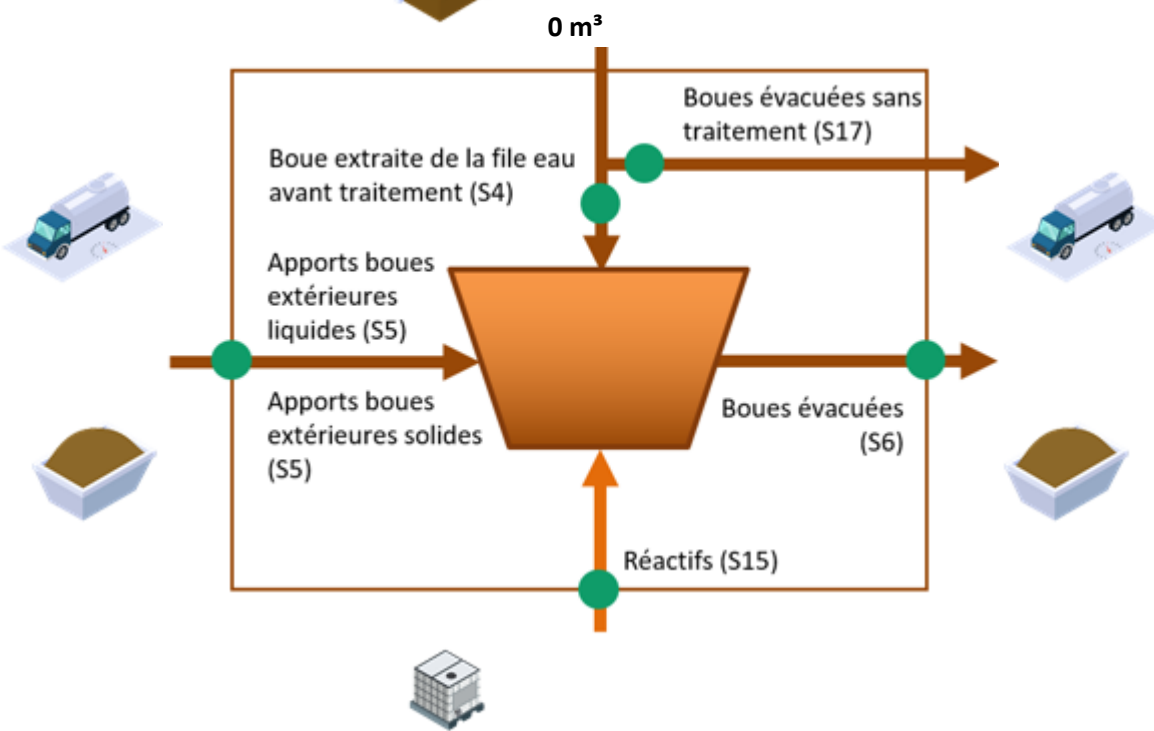 0 m³
Boues évacuées sans
traitement (S17)
Boue extraite de la file eau
avant traitement (S4)
Apports boues
extérieures
liquides (S5)
Apports boues
extérieures solides
(S5)
Boues évacuées
(S6)
Réactifs (S15)